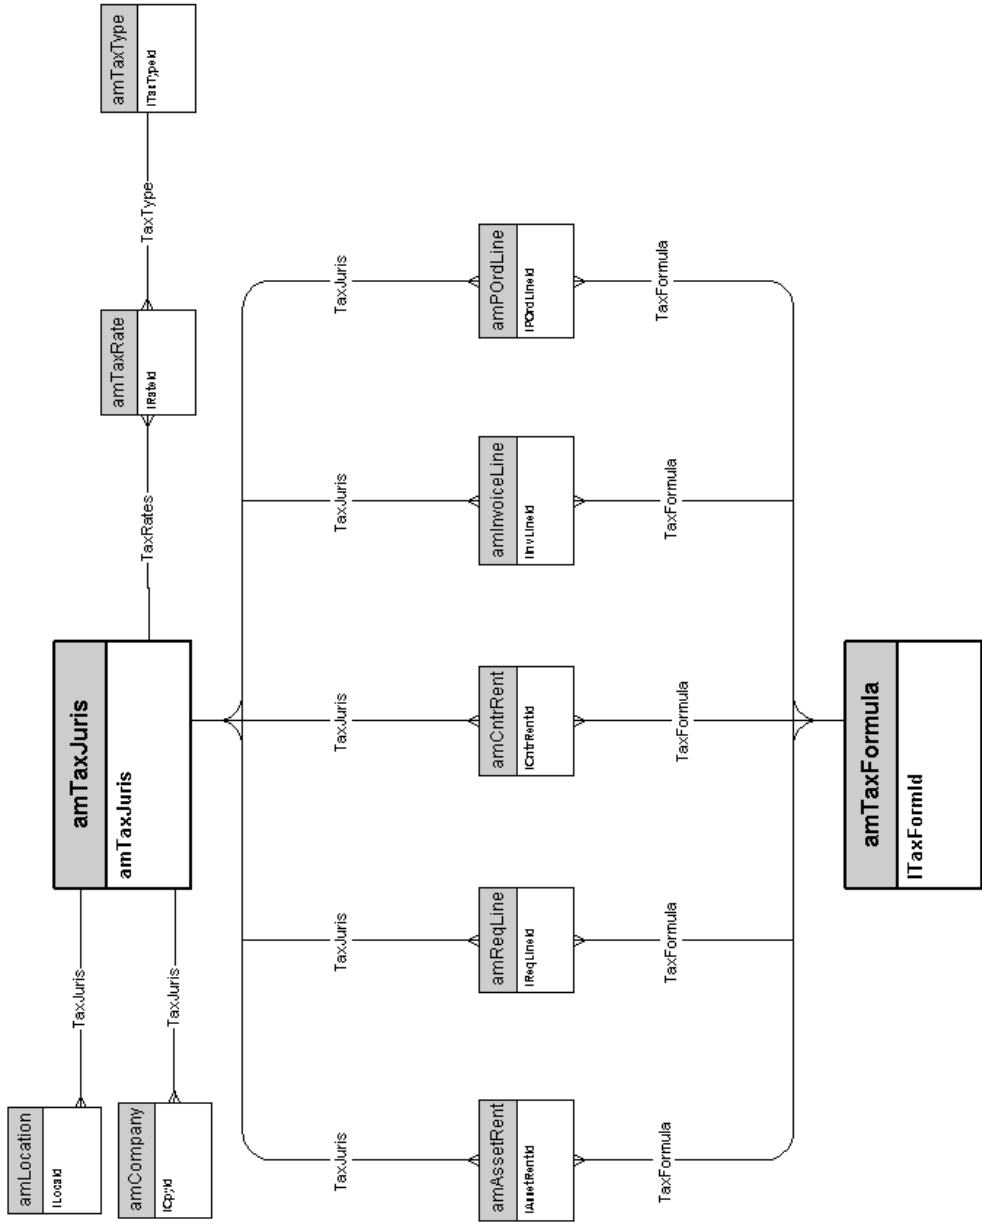 amLocation
lLocaId
amCompany
lCpyId
TaxJuris
TaxJuris
amTaxJuris
amTaxJuris
TaxRates
amTaxRate
lRateId
TaxType
amTaxType
lTaxTypeId
TaxJuris
TaxJuris
TaxJuris
TaxJuris
TaxJuris
amAssetRent
lAssetRentId
amReqLine
lReqLineId
amCntrRent
lCntrRentId
amInvoiceLine
lInvLineId
amPOrdLine
lPOrdLineId
TaxFormula
TaxFormula
TaxFormula
TaxFormula
TaxFormula
amTaxFormula
lTaxFormId